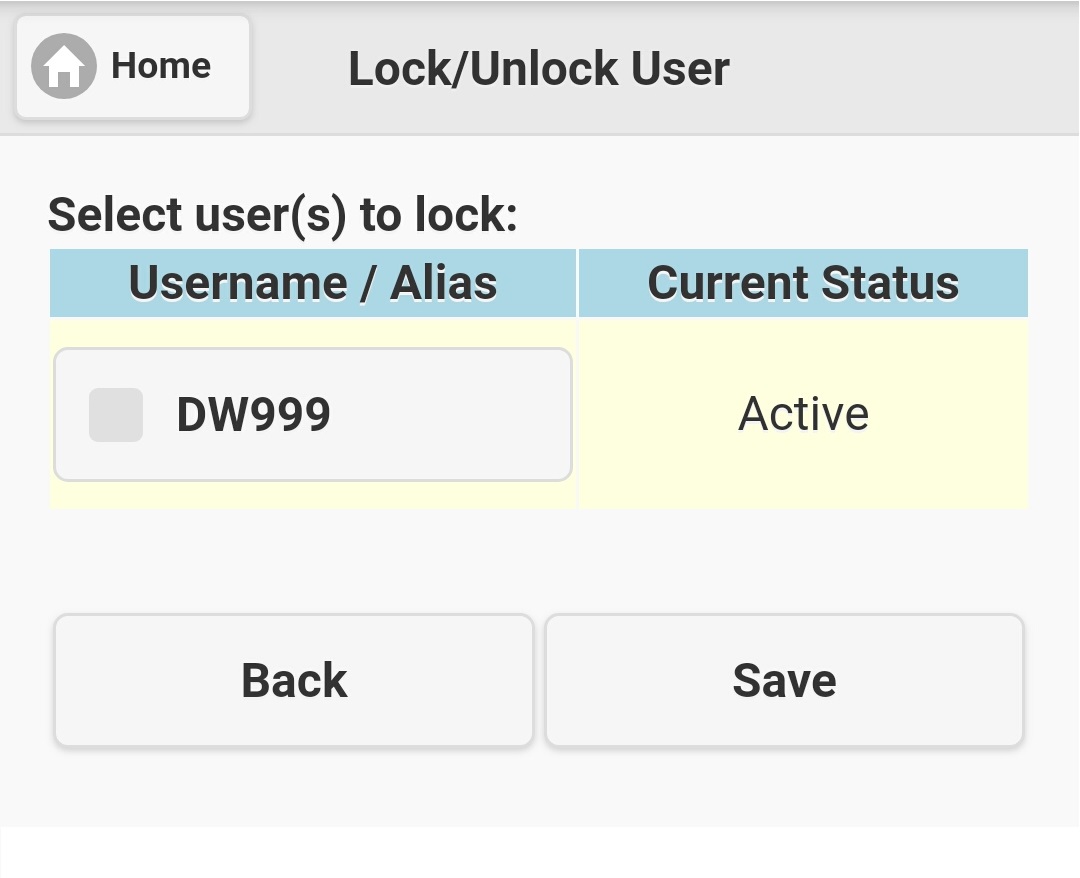 Home
Lock/Unlock User
Select user(s) to lock:
Username / Alias
Current Status
DW999
Active
Back
Save